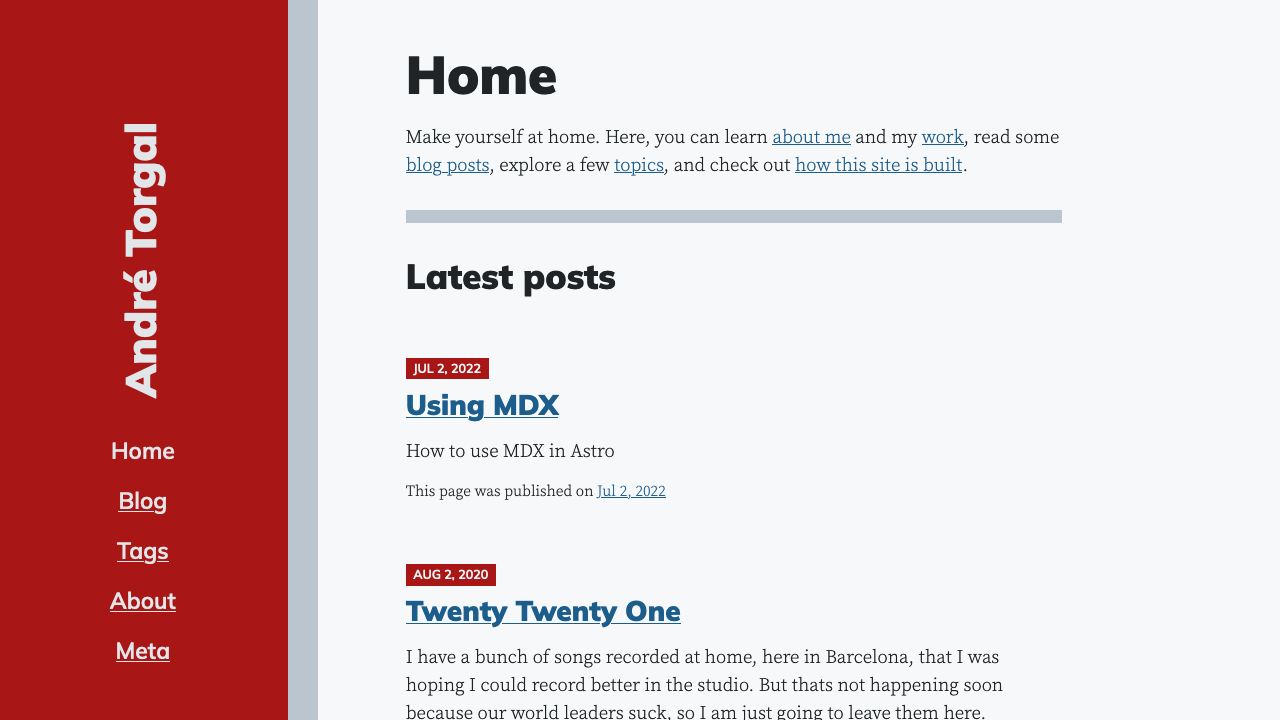 André Torgal
Home
Blog
Tags
About
Meta
Home
Make yourself at home. Here, you can learn about me and my work, read some
blog posts, explore a few topics, and check out how this site is built.
Latest posts
JUL 2, 2022
Using MDX
How to use MDX in Astro
This page was published on Jul 2, 2022
AUG 2, 2020
Twenty Twenty One
I have a bunch of songs recorded at home, here in Barcelona, that I was
hoping I could record better in the studio. But thats not happening soon
because our world leaders suck, so I am just going to leave them here.